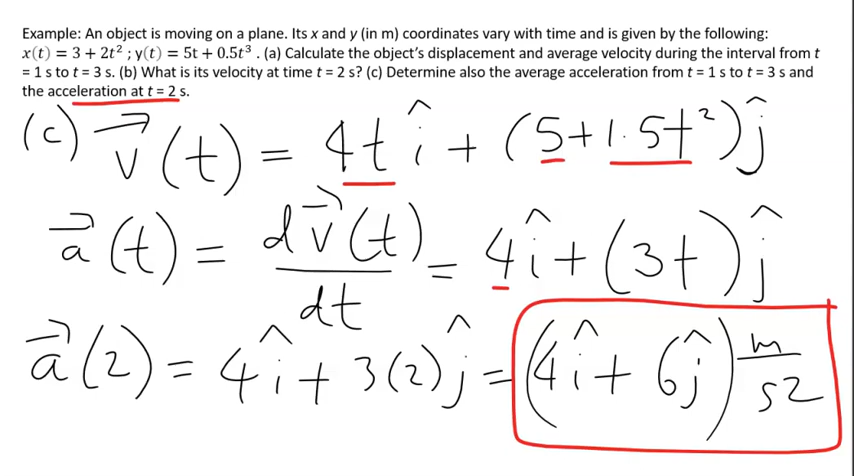 Example: An object is moving on a plane. Its x and y (in m) coordinates vary with time and is given by the following:
x(t) = 3 + 2t² ; y(t) = 5t + 0.5t³ . (a) Calculate the object's displacement and average velocity during the interval from t
= 1 s to t = 3 s. (b) What is its velocity at time t = 2 s? (c) Determine also the average acceleration from t = 1 s to t = 3 s and
the acceleration at t = 2 s.
(c) v⃗(t) = 4t î + (5 + 1.5t²) ĵ
a⃗(t) = dv⃗(t)/dt = 4î + (3t) ĵ
a⃗(2) = 4î + 3(2) ĵ = (4î + 6ĵ) m/s2